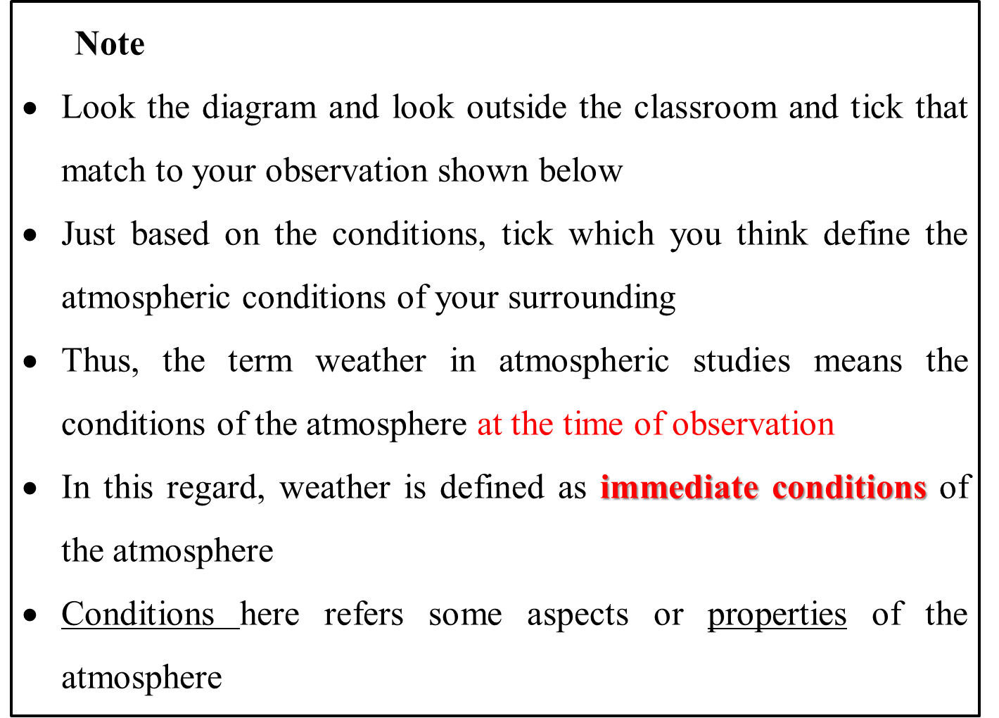 Note
• Look the diagram and look outside the classroom and tick that
match to your observation shown below
• Just based on the conditions, tick which you think define the
atmospheric conditions of your surrounding
• Thus, the term weather in atmospheric studies means the
conditions of the atmosphere at the time of observation
• In this regard, weather is defined as immediate conditions of
the atmosphere
• Conditions here refers some aspects or properties of the
atmosphere